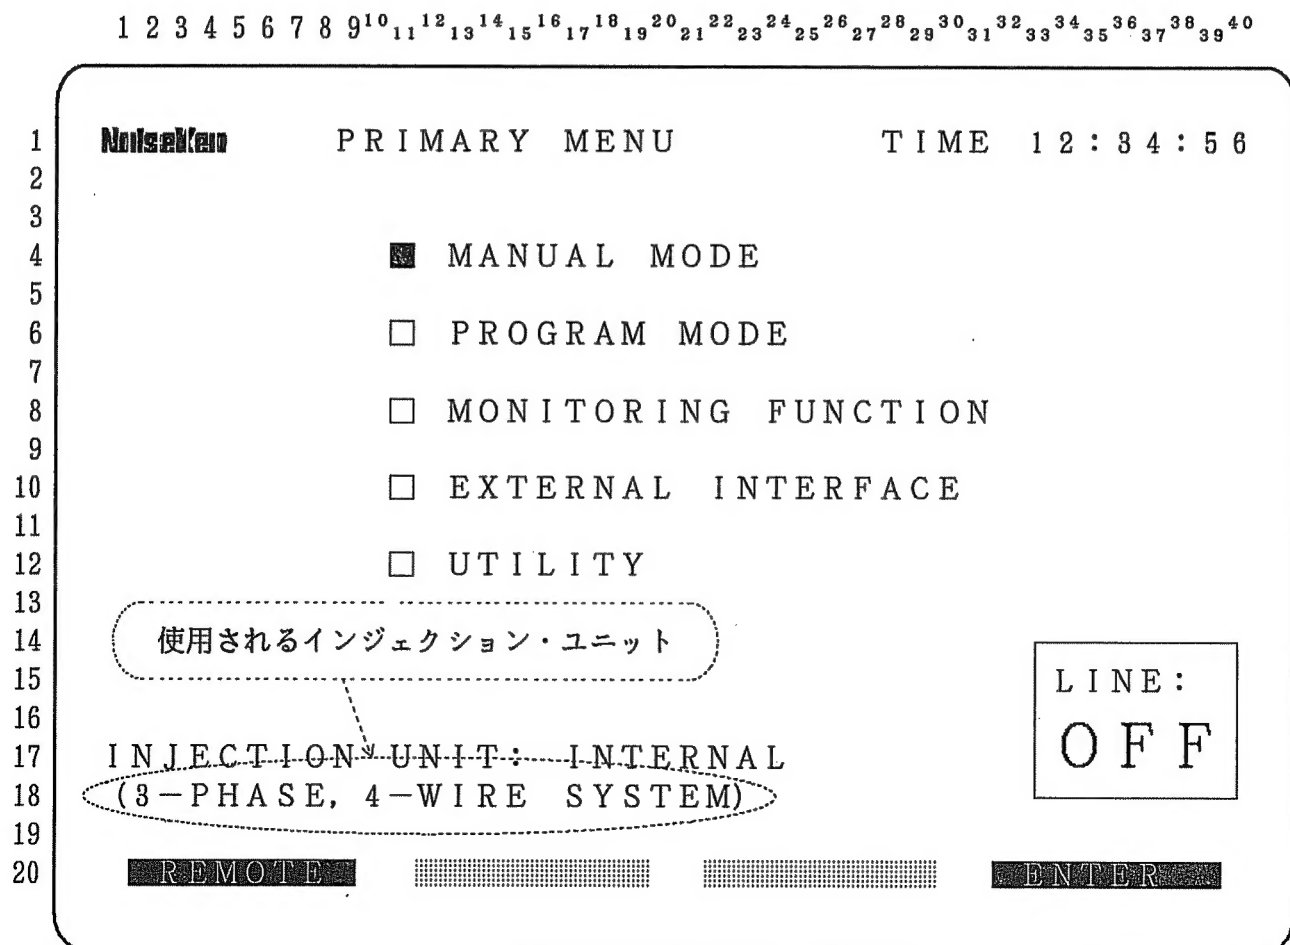 1 2 3 4 5 6 7 8 9 10 11 12 13 14 15 16 17 18 19 20 21 22 23 24 25 26 27 28 29 30 31 32 33 34 35 36 37 38 39 40
1 NoiseKen PRIMARY MENU TIME 12:34:56
2
3
4 ■ MANUAL MODE
5
6 □ PROGRAM MODE
7
8 □ MONITORING FUNCTION
9
10 □ EXTERNAL INTERFACE
11
12 □ UTILITY
13
14 使用されるインジェクション・ユニット
15 LINE:
16
17 INJECTION UNIT: INTERNAL OFF
18 (3-PHASE, 4-WIRE SYSTEM)
19
20 REMOTE ENTER